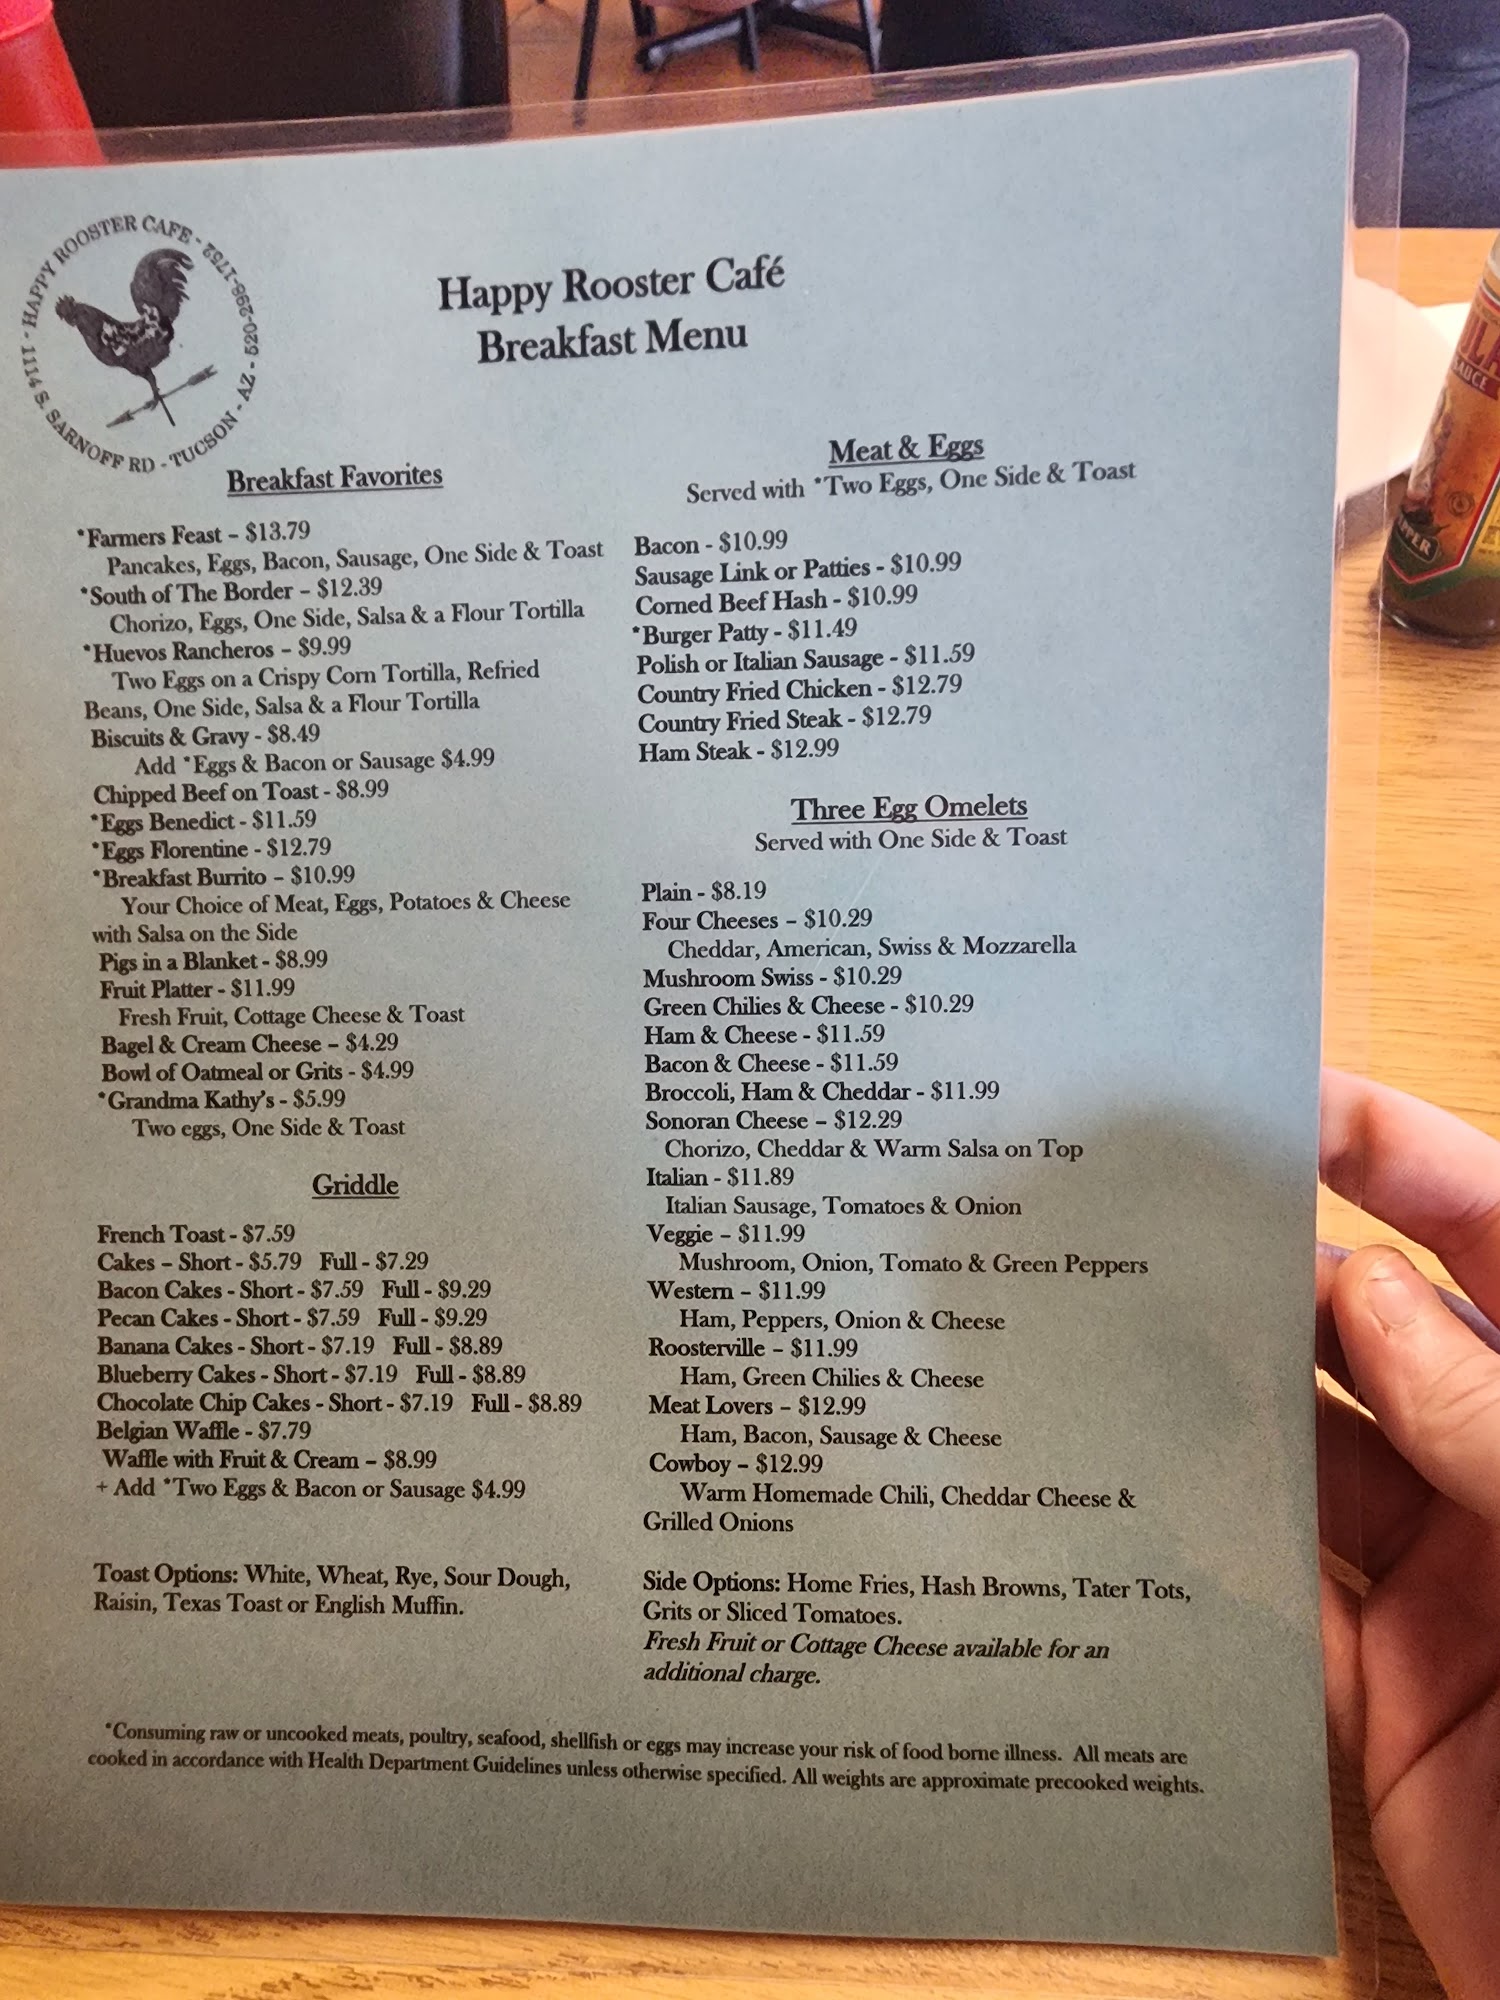 HAPPY ROOSTER CAFE - 520-298-1752
1114 S. SARNOFF RD - TUCSON - AZ
Happy Rooster Café
Breakfast Menu
Breakfast Favorites
*Farmers Feast – $13.79
Pancakes, Eggs, Bacon, Sausage, One Side & Toast
*South of The Border – $12.39
Chorizo, Eggs, One Side, Salsa & a Flour Tortilla
*Huevos Rancheros – $9.99
Two Eggs on a Crispy Corn Tortilla, Refried
Beans, One Side, Salsa & a Flour Tortilla
Biscuits & Gravy - $8.49
Add *Eggs & Bacon or Sausage $4.99
Chipped Beef on Toast - $8.99
*Eggs Benedict - $11.59
*Eggs Florentine - $12.79
*Breakfast Burrito – $10.99
Your Choice of Meat, Eggs, Potatoes & Cheese
with Salsa on the Side
Pigs in a Blanket - $8.99
Fruit Platter - $11.99
Fresh Fruit, Cottage Cheese & Toast
Bagel & Cream Cheese – $4.29
Bowl of Oatmeal or Grits - $4.99
*Grandma Kathy's - $5.99
Two eggs, One Side & Toast
Griddle
French Toast - $7.59
Cakes – Short - $5.79 Full - $7.29
Bacon Cakes - Short - $7.59 Full - $9.29
Pecan Cakes - Short - $7.59 Full - $9.29
Banana Cakes - Short - $7.19 Full - $8.89
Blueberry Cakes - Short - $7.19 Full - $8.89
Chocolate Chip Cakes - Short - $7.19 Full - $8.89
Belgian Waffle - $7.79
Waffle with Fruit & Cream – $8.99
+ Add *Two Eggs & Bacon or Sausage $4.99
Toast Options: White, Wheat, Rye, Sour Dough,
Raisin, Texas Toast or English Muffin.
Meat & Eggs
Served with *Two Eggs, One Side & Toast
Bacon - $10.99
Sausage Link or Patties - $10.99
Corned Beef Hash - $10.99
*Burger Patty - $11.49
Polish or Italian Sausage - $11.59
Country Fried Chicken - $12.79
Country Fried Steak - $12.79
Ham Steak - $12.99
Three Egg Omelets
Served with One Side & Toast
Plain - $8.19
Four Cheeses – $10.29
Cheddar, American, Swiss & Mozzarella
Mushroom Swiss - $10.29
Green Chilies & Cheese - $10.29
Ham & Cheese - $11.59
Bacon & Cheese - $11.59
Broccoli, Ham & Cheddar - $11.99
Sonoran Cheese – $12.29
Chorizo, Cheddar & Warm Salsa on Top
Italian - $11.89
Italian Sausage, Tomatoes & Onion
Veggie – $11.99
Mushroom, Onion, Tomato & Green Peppers
Western – $11.99
Ham, Peppers, Onion & Cheese
Roosterville – $11.99
Ham, Green Chilies & Cheese
Meat Lovers – $12.99
Ham, Bacon, Sausage & Cheese
Cowboy – $12.99
Warm Homemade Chili, Cheddar Cheese &
Grilled Onions
Side Options: Home Fries, Hash Browns, Tater Tots,
Grits or Sliced Tomatoes.
Fresh Fruit or Cottage Cheese available for an
additional charge.
*Consuming raw or uncooked meats, poultry, seafood, shellfish or eggs may increase your risk of food borne illness. All meats are
cooked in accordance with Health Department Guidelines unless otherwise specified. All weights are approximate precooked weights.
SAUCE